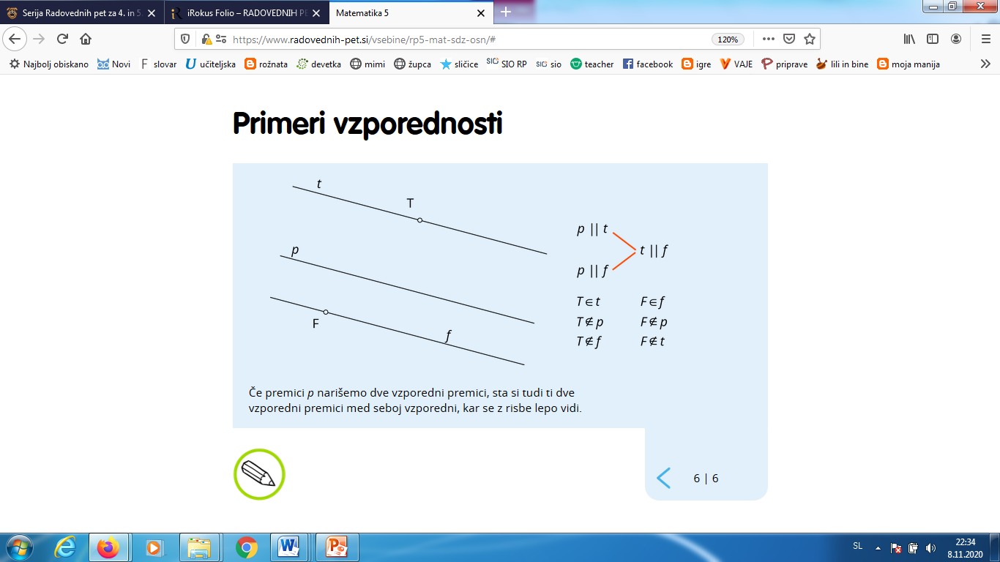 Serija Radovednih pet za 4. in 5.
iRokus Folio – RADOVEDNIH PE
Matematika 5
https://www.radovednih-pet.si/vsebine/rp5-mat-sdz-osn/#
120%
Najbolj obiskano
Novi
slovar
učiteljska
rožnata
devetka
mimi
župca
sličice
SIO RP
sio
teacher
facebook
igre
VAJE
priprave
lili in bine
moja manija
Primeri vzporednosti
t
T
p
F
f
p || t
t || f
p || f
T ∈ t F ∈ f
T ∉ p F ∉ p
T ∉ f F ∉ t
Če premici p narišemo dve vzporedni premici, sta si tudi ti dve
vzporedni premici med seboj vzporedni, kar se z risbe lepo vidi.
6 | 6
SL
22:34
8.11.2020